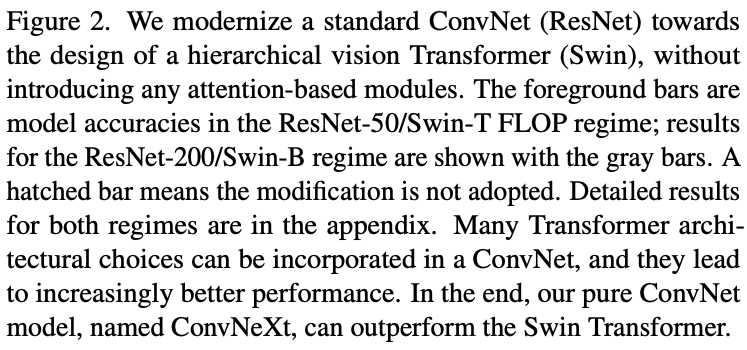 Figure 2. We modernize a standard ConvNet (ResNet) towards
the design of a hierarchical vision Transformer (Swin), without
introducing any attention-based modules. The foreground bars are
model accuracies in the ResNet-50/Swin-T FLOP regime; results
for the ResNet-200/Swin-B regime are shown with the gray bars. A
hatched bar means the modification is not adopted. Detailed results
for both regimes are in the appendix. Many Transformer archi-
tectural choices can be incorporated in a ConvNet, and they lead
to increasingly better performance. In the end, our pure ConvNet
model, named ConvNeXt, can outperform the Swin Transformer.